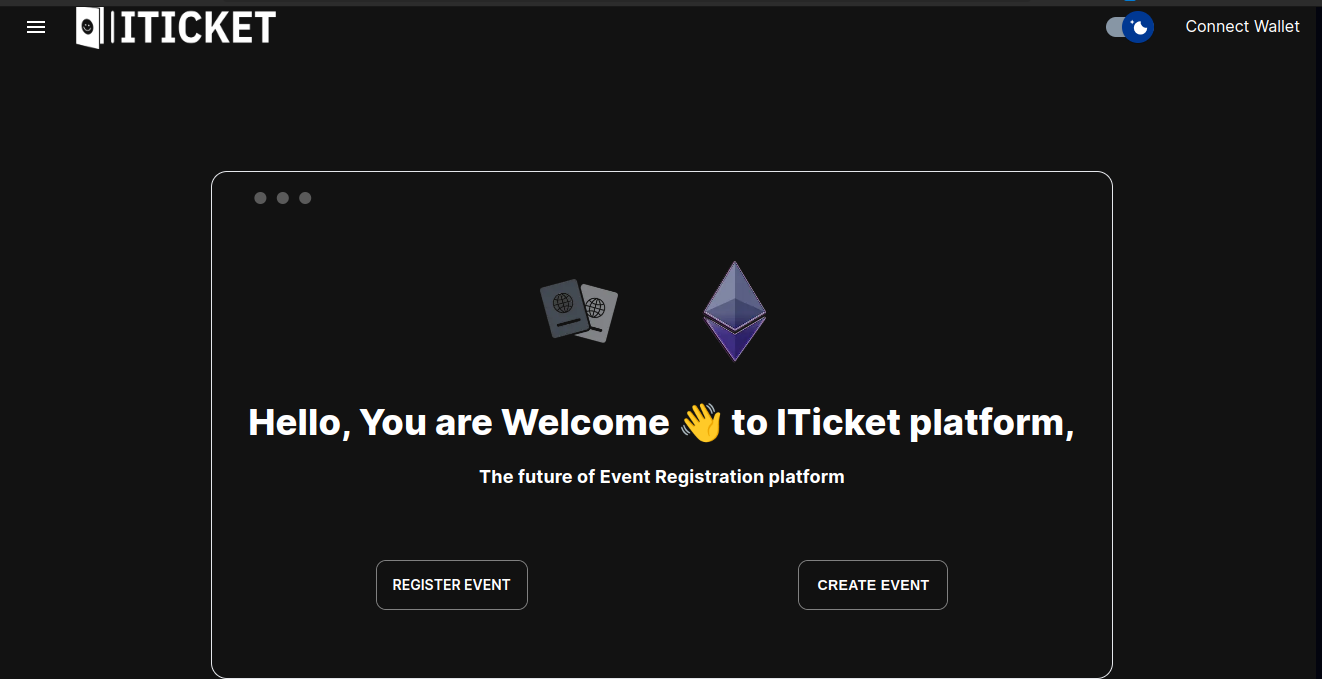 ITICKET
Connect Wallet
Hello, You are Welcome 👋 to ITicket platform,
The future of Event Registration platform
REGISTER EVENT
CREATE EVENT